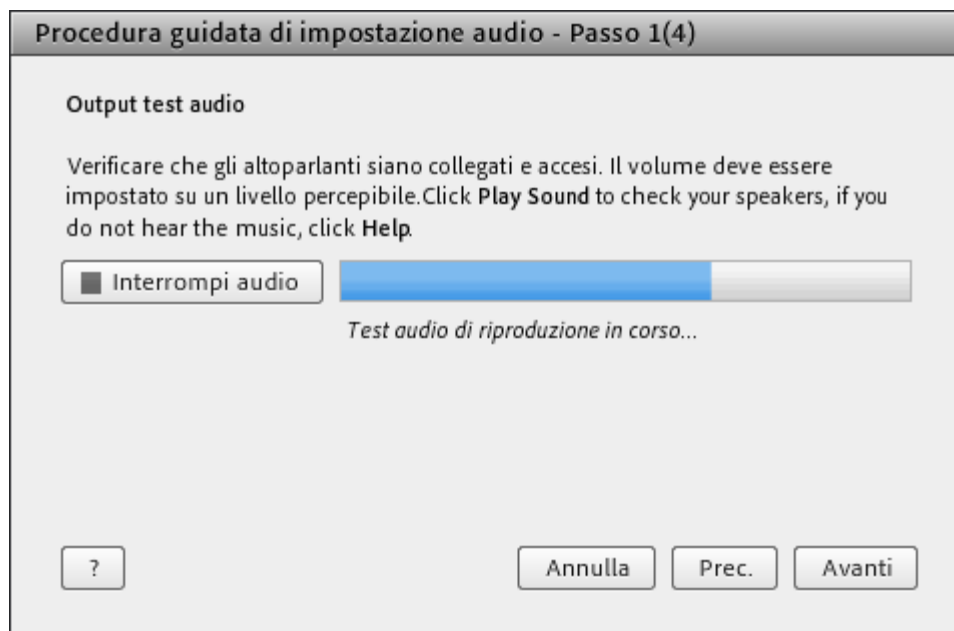 Procedura guidata di impostazione audio - Passo 1(4)
Output test audio
Verificare che gli altoparlanti siano collegati e accesi. Il volume deve essere
impostato su un livello percepibile.Click Play Sound to check your speakers, if you
do not hear the music, click Help.
Interrompi audio
Test audio di riproduzione in corso...
? Annulla Prec. Avanti